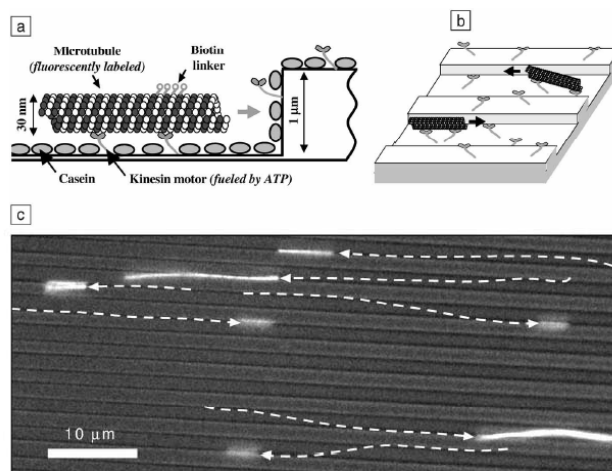 a
b
Microtubule
(fluorescently labeled)
Biotin
linker
30 nm
1 μm
Casein
Kinesin motor (fueled by ATP)
c
10 μm